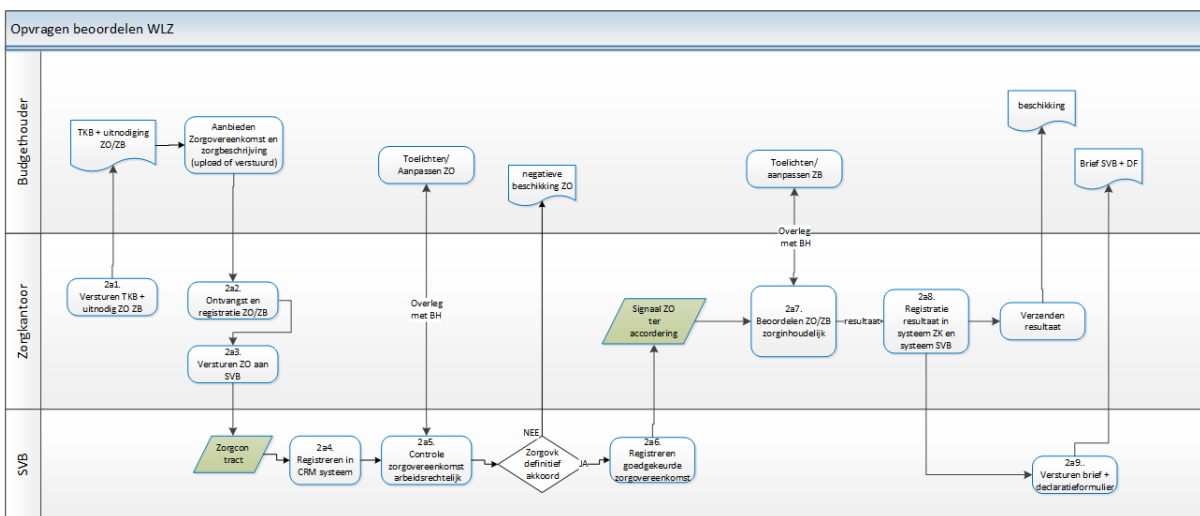 Opvragen beoordelen WLZ
Budgethouder
TKB + uitnodiging
ZO/ZB
Aanbieden
Zorgovereenkomst en
zorgbeschrijving
(upload of verstuurd)
Toelichten/
Aanpassen ZO
negatieve
beschikking ZO
Toelichten/
aanpassen ZB
beschikking
Brief SVB + DF
Zorgkantoor
2a1.
Versturen TKB +
uitnodig ZO ZB
2a2.
Ontvangst en
registratie ZO/ZB
2a3.
Versturen ZO aan
SVB
Overleg
met BH
Signaal ZO
ter
accordering
Overleg
met BH
2a7.
Beoordelen ZO/ZB
zorginhoudelijk
resultaat
2a8.
Registratie
resultaat in
systeem ZK en
systeem SVB
Verzenden
resultaat
SVB
Zorgcon
tract
2a4.
Registreren in
CRM systeem
2a5.
Controle
zorgovereenkomst
arbeidsrechtelijk
NEE
Zorgovk
definitief
akkoord
JA
2a6.
Registreren
goedgekeurde
zorgovereenkomst
2a9..
Versturen brief +
declaratieformulier